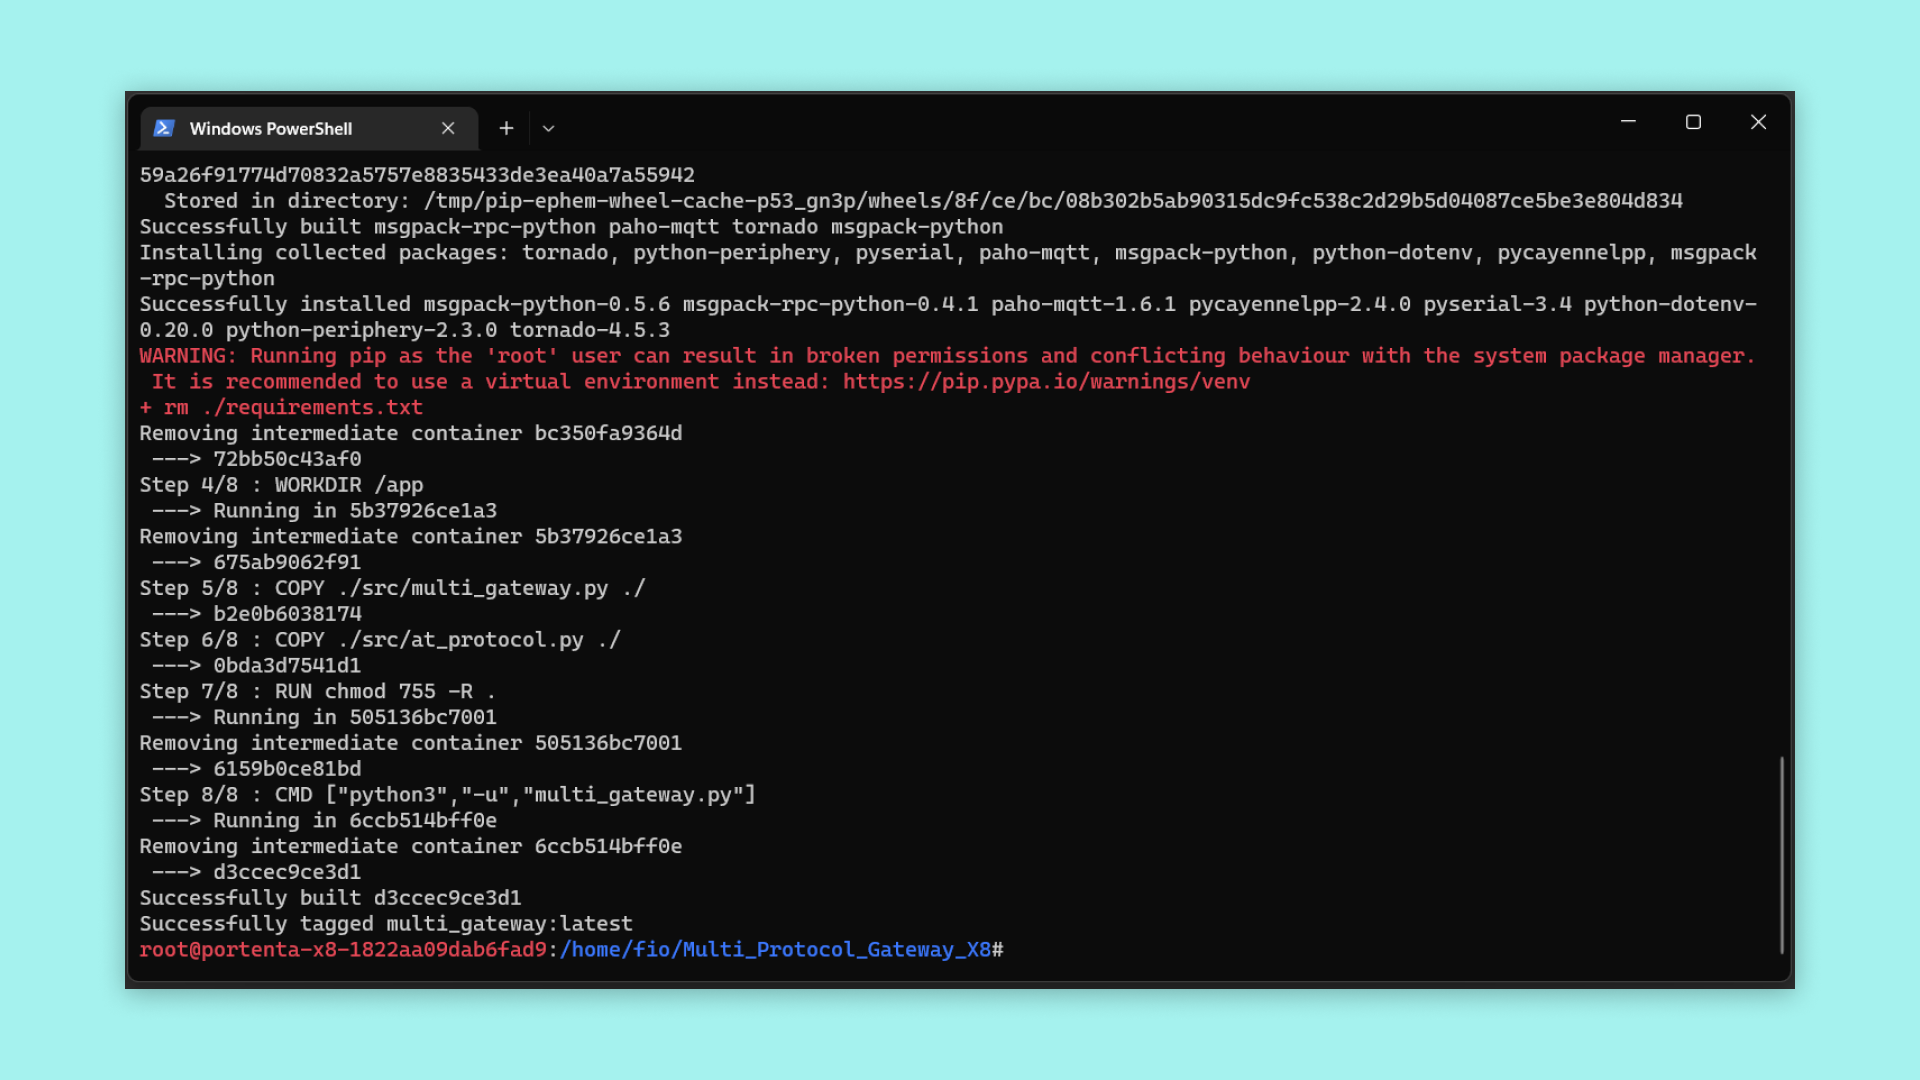 Windows PowerShell
59a26f91774d70832a5757e8835433de3ea40a7a55942
Stored in directory: /tmp/pip-ephem-wheel-cache-p53_gn3p/wheels/8f/ce/bc/08b302b5ab90315dc9fc538c2d29b5d04087ce5be3e804d834
Successfully built msgpack-rpc-python paho-mqtt tornado msgpack-python
Installing collected packages: tornado, python-periphery, pyserial, paho-mqtt, msgpack-python, python-dotenv, pycayennelpp, msgpack
-rpc-python
Successfully installed msgpack-python-0.5.6 msgpack-rpc-python-0.4.1 paho-mqtt-1.6.1 pycayennelpp-2.4.0 pyserial-3.4 python-dotenv-
0.20.0 python-periphery-2.3.0 tornado-4.5.3
WARNING: Running pip as the 'root' user can result in broken permissions and conflicting behaviour with the system package manager.
It is recommended to use a virtual environment instead: https://pip.pypa.io/warnings/venv
+ rm ./requirements.txt
Removing intermediate container bc350fa9364d
---> 72bb50c43af0
Step 4/8 : WORKDIR /app
---> Running in 5b37926ce1a3
Removing intermediate container 5b37926ce1a3
---> 675ab9062f91
Step 5/8 : COPY ./src/multi_gateway.py ./
---> b2e0b6038174
Step 6/8 : COPY ./src/at_protocol.py ./
---> 0bda3d7541d1
Step 7/8 : RUN chmod 755 -R .
---> Running in 505136bc7001
Removing intermediate container 505136bc7001
---> 6159b0ce81bd
Step 8/8 : CMD ["python3","-u","multi_gateway.py"]
---> Running in 6ccb514bff0e
Removing intermediate container 6ccb514bff0e
---> d3ccec9ce3d1
Successfully built d3ccec9ce3d1
Successfully tagged multi_gateway:latest
root@portenta-x8-1822aa09dab6fad9:/home/fio/Multi_Protocol_Gateway_X8#